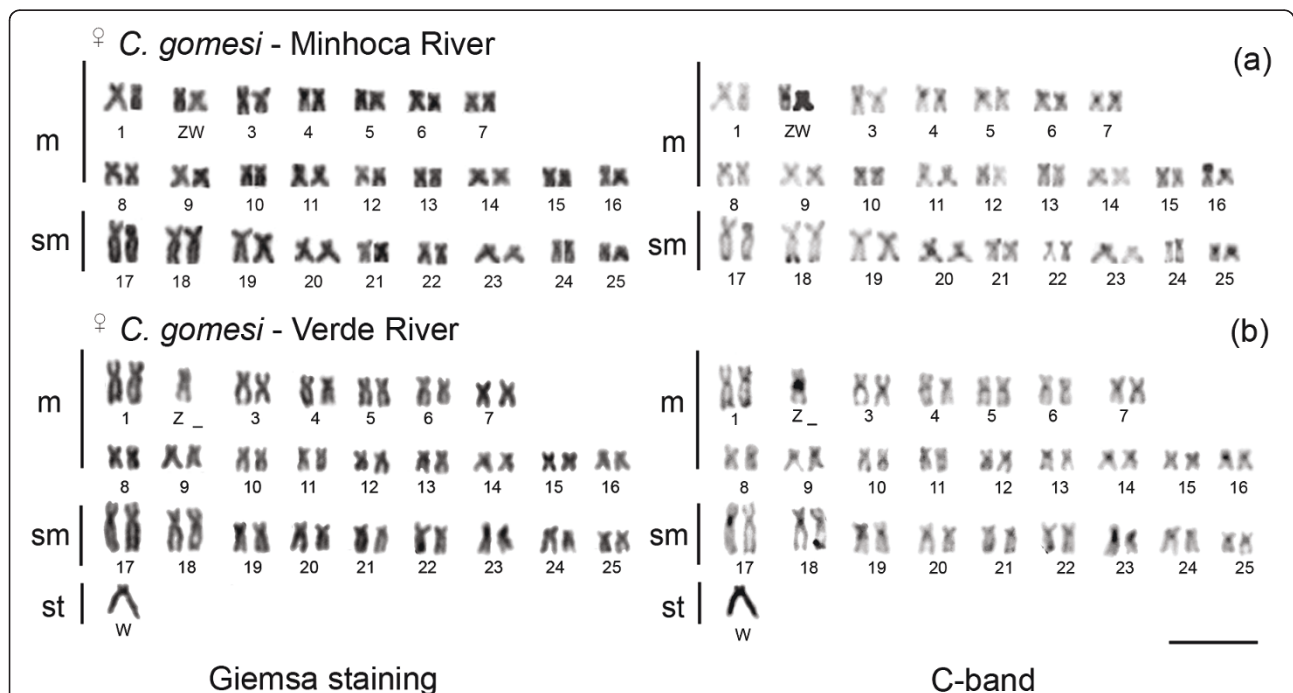 ♀ C. gomesi - Minhoca River
(a)
m
1 ZW 3 4 5 6 7
8 9 10 11 12 13 14 15 16
sm
17 18 19 20 21 22 23 24 25
1 ZW 3 4 5 6 7
m
8 9 10 11 12 13 14 15 16
sm
17 18 19 20 21 22 23 24 25
♀ C. gomesi - Verde River
(b)
m
1 Z _ 3 4 5 6 7
8 9 10 11 12 13 14 15 16
sm
17 18 19 20 21 22 23 24 25
st
W
m
1 Z _ 3 4 5 6 7
8 9 10 11 12 13 14 15 16
sm
17 18 19 20 21 22 23 24 25
st
W
Giemsa staining
C-band